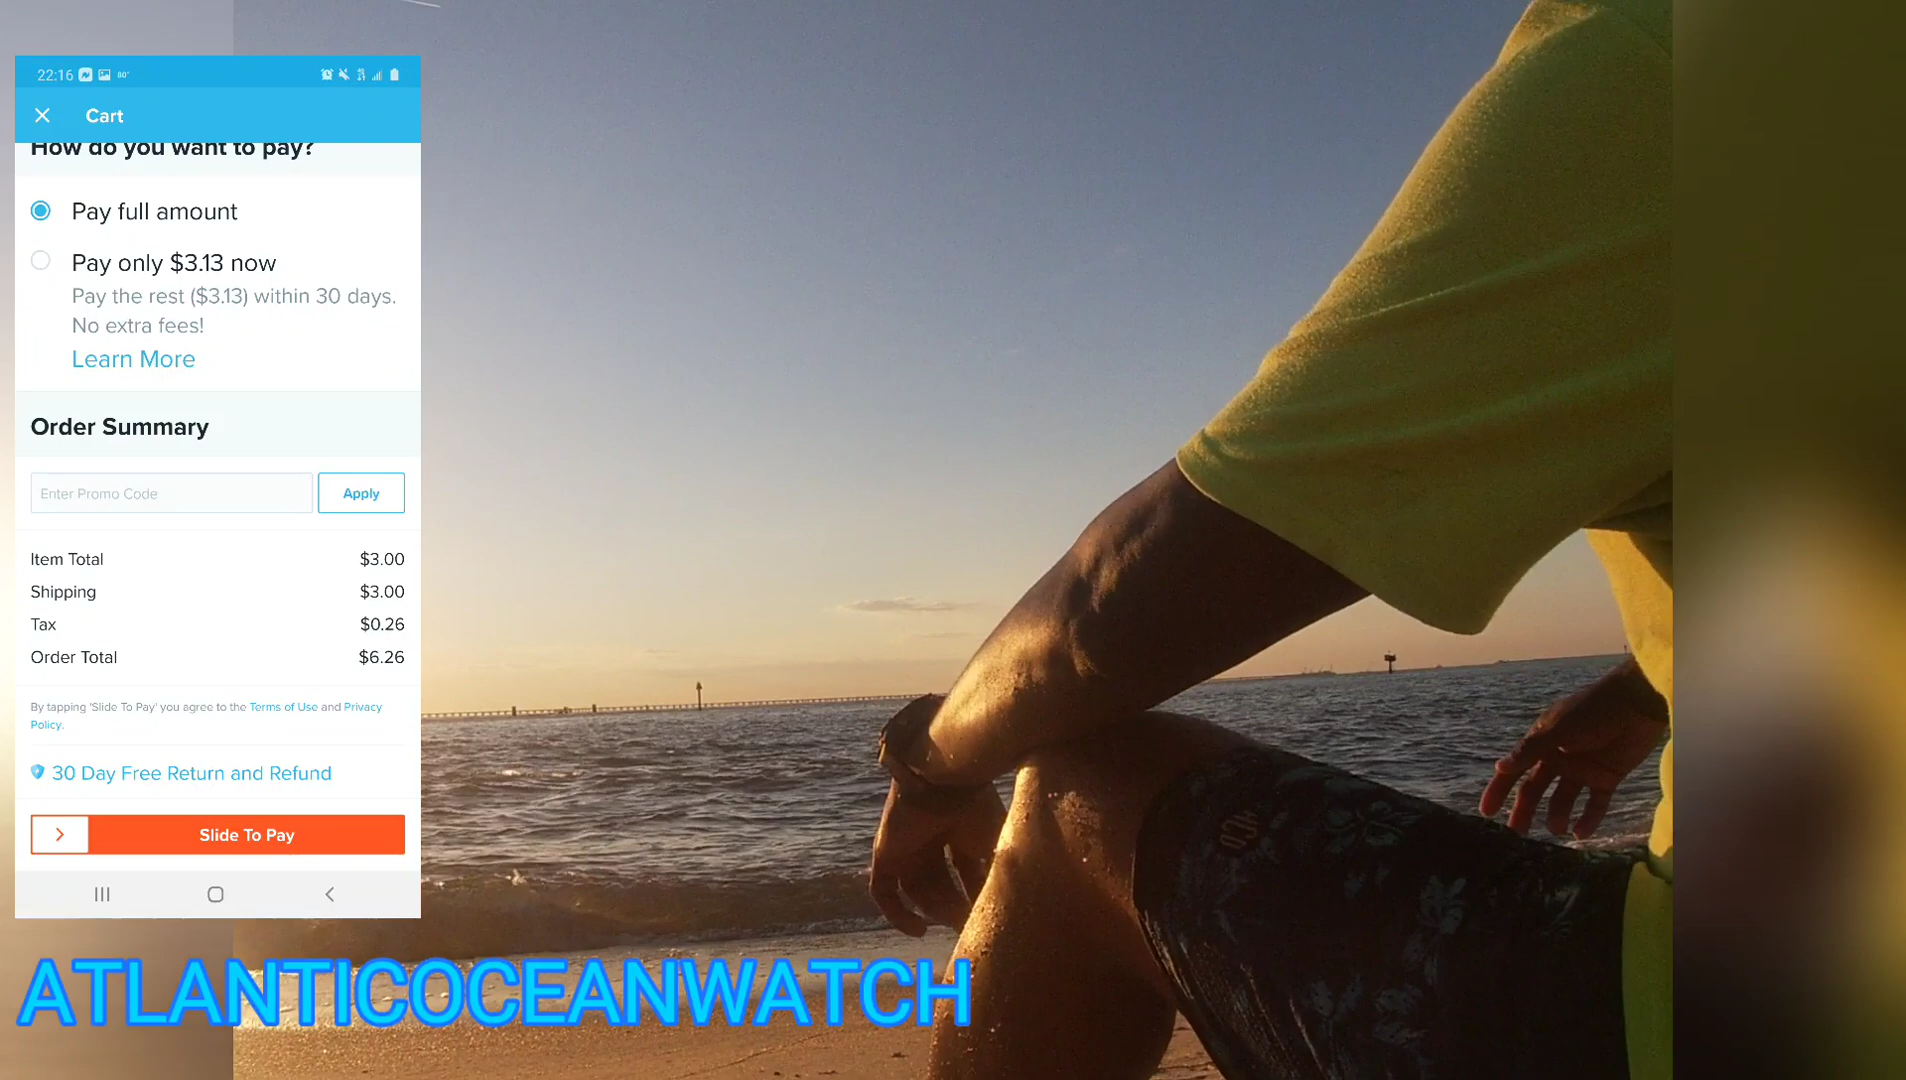 22:16 80°
Cart
How do you want to pay?
Pay full amount
Pay only $3.13 now
Pay the rest ($3.13) within 30 days.
No extra fees!
Learn More
Order Summary
Enter Promo Code Apply
Item Total $3.00
Shipping $3.00
Tax $0.26
Order Total $6.26
By tapping 'Slide To Pay' you agree to the Terms of Use and Privacy
Policy.
30 Day Free Return and Refund
Slide To Pay
ATLANTICOCEANWATCH